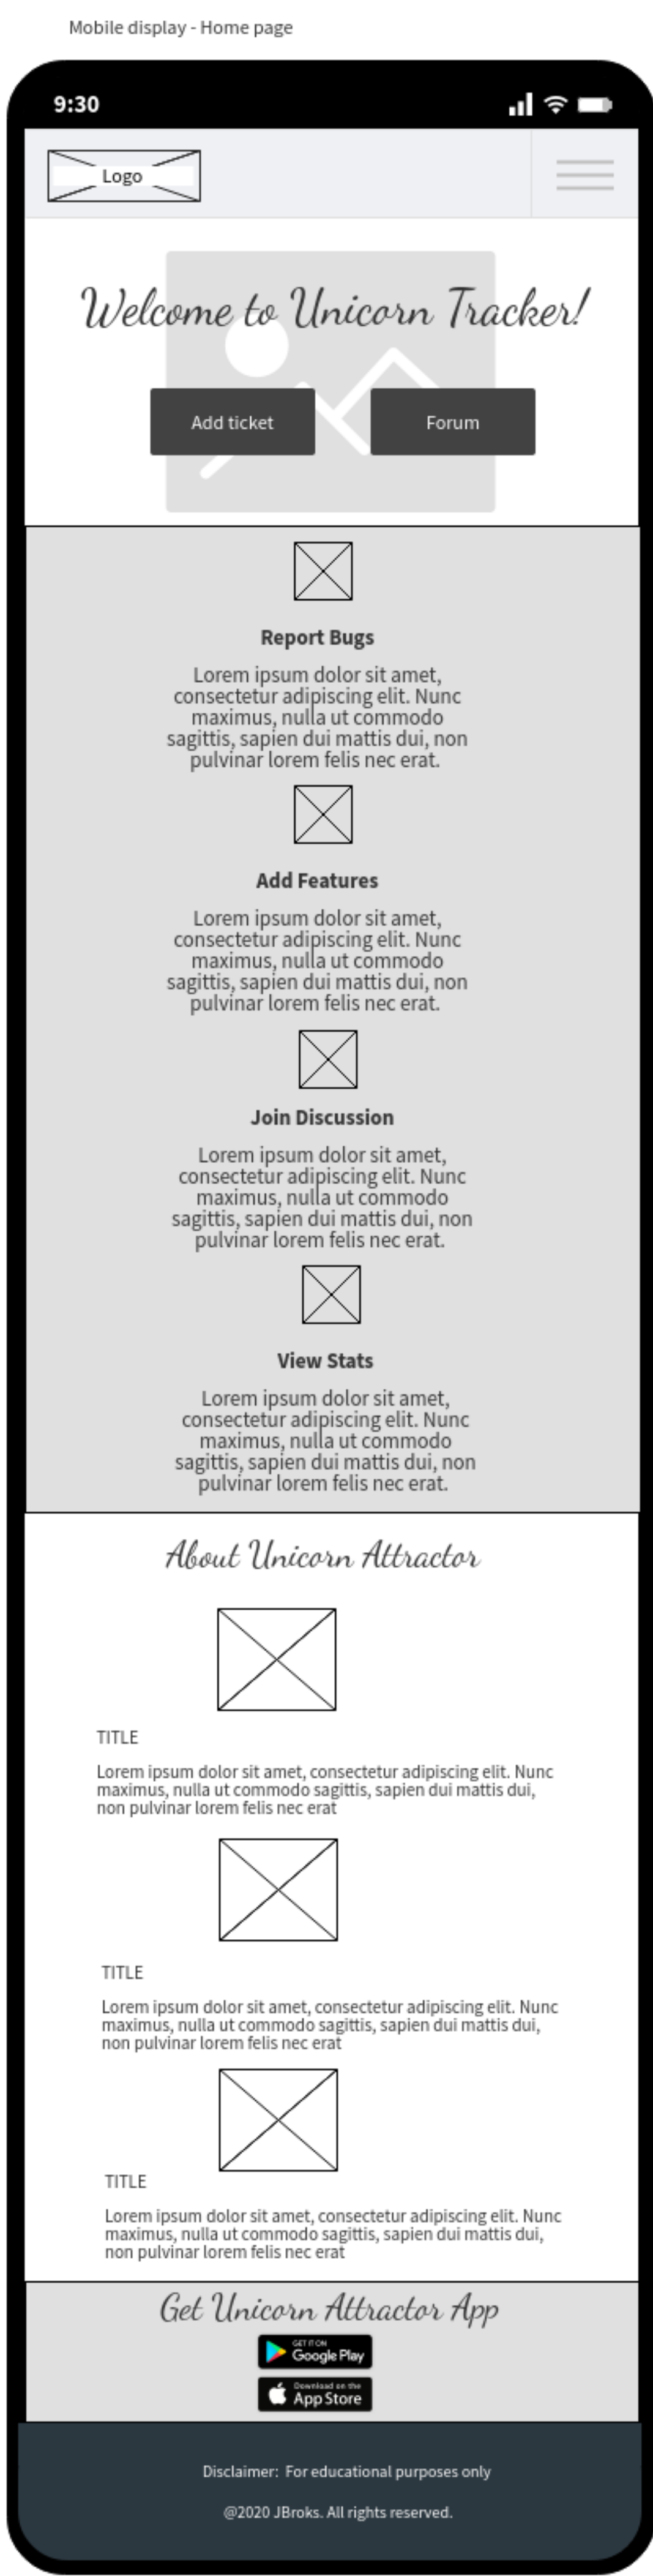 Mobile display - Home page
9:30
Logo
Welcome to Unicorn Tracker!
Add ticket
Forum
Report Bugs
Lorem ipsum dolor sit amet,
consectetur adipiscing elit. Nunc
maximus, nulla ut commodo
sagittis, sapien dui mattis dui, non
pulvinar lorem felis nec erat.
Add Features
Lorem ipsum dolor sit amet,
consectetur adipiscing elit. Nunc
maximus, nulla ut commodo
sagittis, sapien dui mattis dui, non
pulvinar lorem felis nec erat.
Join Discussion
Lorem ipsum dolor sit amet,
consectetur adipiscing elit. Nunc
maximus, nulla ut commodo
sagittis, sapien dui mattis dui, non
pulvinar lorem felis nec erat.
View Stats
Lorem ipsum dolor sit amet,
consectetur adipiscing elit. Nunc
maximus, nulla ut commodo
sagittis, sapien dui mattis dui, non
pulvinar lorem felis nec erat.
About Unicorn Attractor
TITLE
Lorem ipsum dolor sit amet, consectetur adipiscing elit. Nunc
maximus, nulla ut commodo sagittis, sapien dui mattis dui,
non pulvinar lorem felis nec erat
TITLE
Lorem ipsum dolor sit amet, consectetur adipiscing elit. Nunc
maximus, nulla ut commodo sagittis, sapien dui mattis dui,
non pulvinar lorem felis nec erat
TITLE
Lorem ipsum dolor sit amet, consectetur adipiscing elit. Nunc
maximus, nulla ut commodo sagittis, sapien dui mattis dui,
non pulvinar lorem felis nec erat
Get Unicorn Attractor App
GET IT ON
Google Play
Download on the
App Store
Disclaimer: For educational purposes only
@2020 JBroks. All rights reserved.